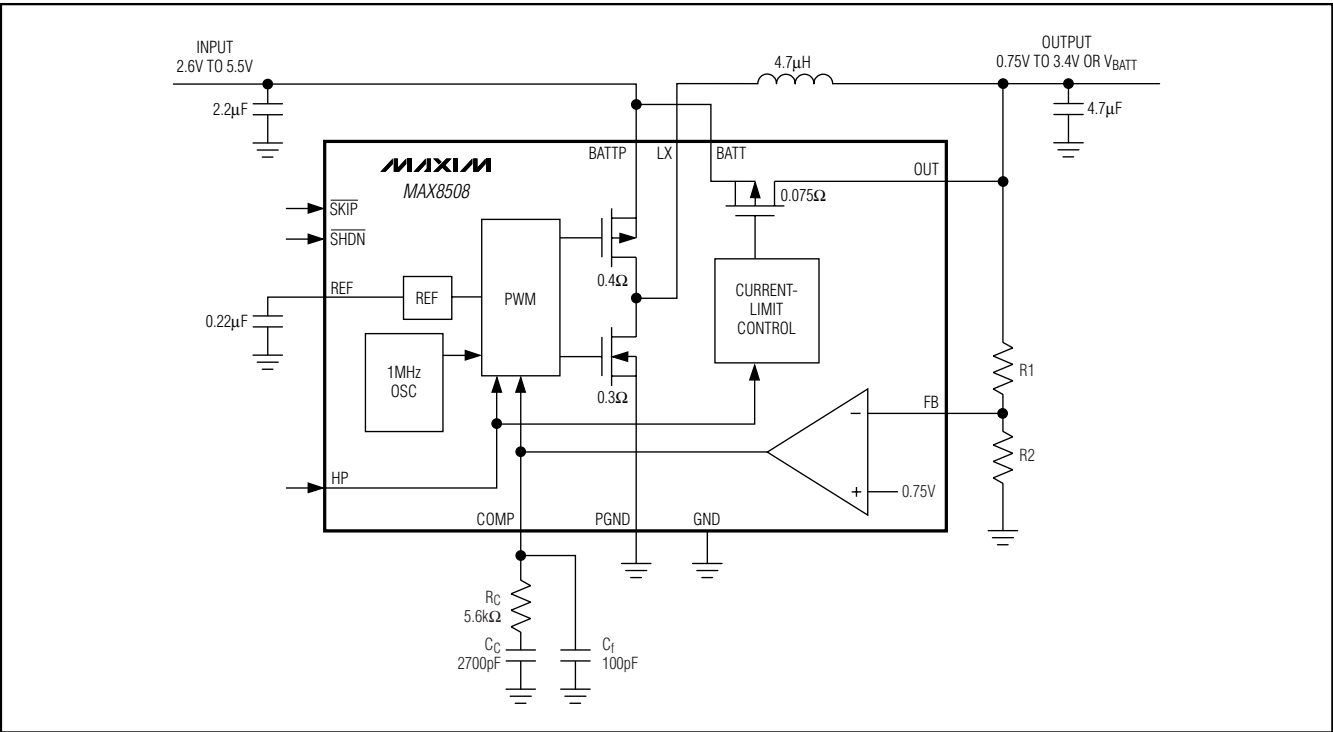 INPUT
2.6V TO 5.5V
2.2μF
4.7μH
OUTPUT
0.75V TO 3.4V OR VBATT
4.7μF
MAXIM
MAX8508
BATTP
LX
BATT
OUT
0.075Ω
SKIP
SHDN
REF
REF
0.22μF
PWM
0.4Ω
0.3Ω
1MHz
OSC
CURRENT-
LIMIT
CONTROL
R1
FB
R2
0.75V
HP
COMP
PGND
GND
RC
5.6kΩ
CC
2700pF
Cf
100pF